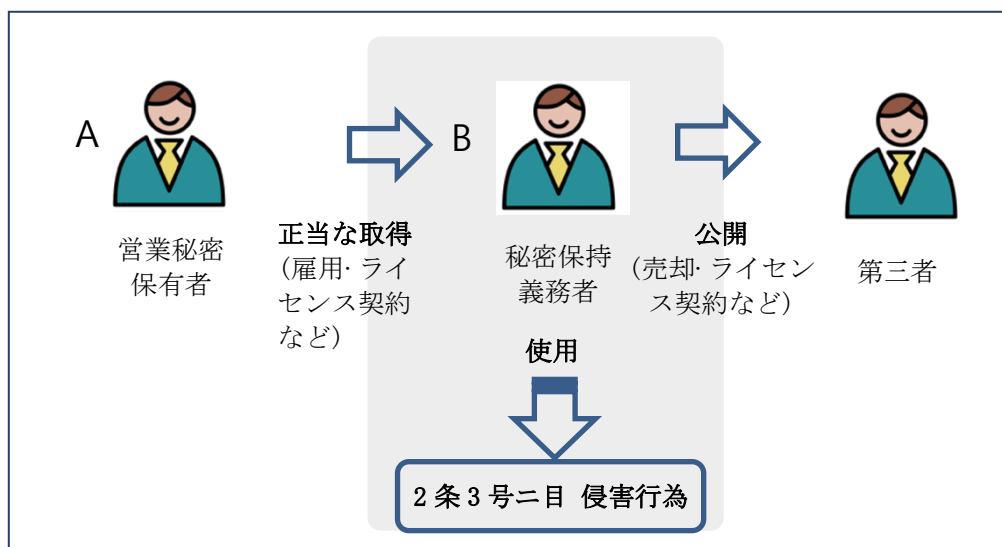 A
営業秘密
保有者
正当な取得
(雇用·ライ
センス契約
など)
B
秘密保持
義務者
公開
(売却·ライセン
ス契約など)
第三者
使用
2条3号ニ目 侵害行為